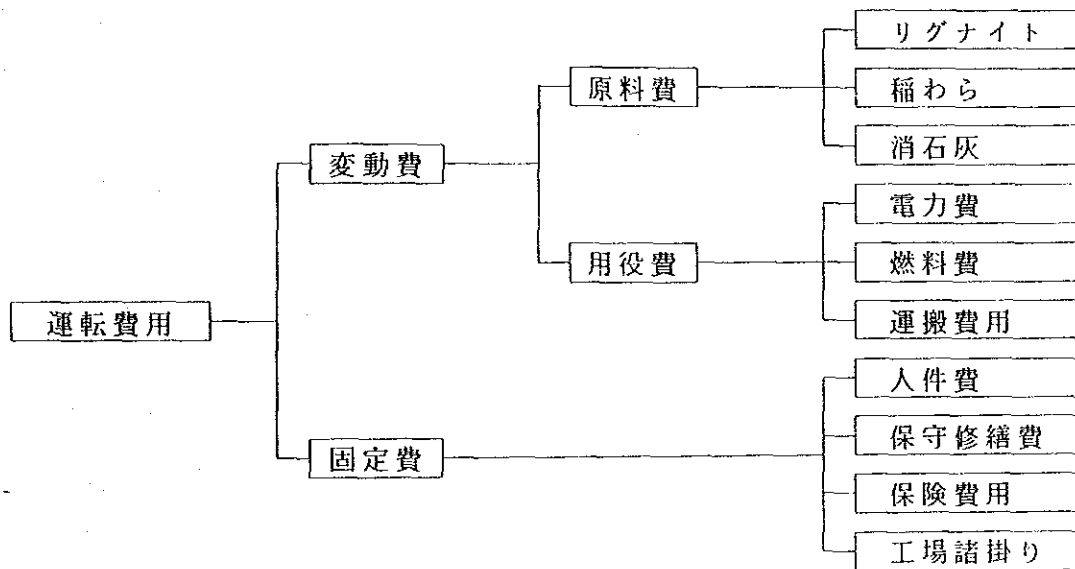 リグナイト
原料費
稲わら
消石灰
変動費
電力費
用役費
燃料費
運搬費用
運転費用
人件費
保守修繕費
固定費
保険費用
工場諸掛り